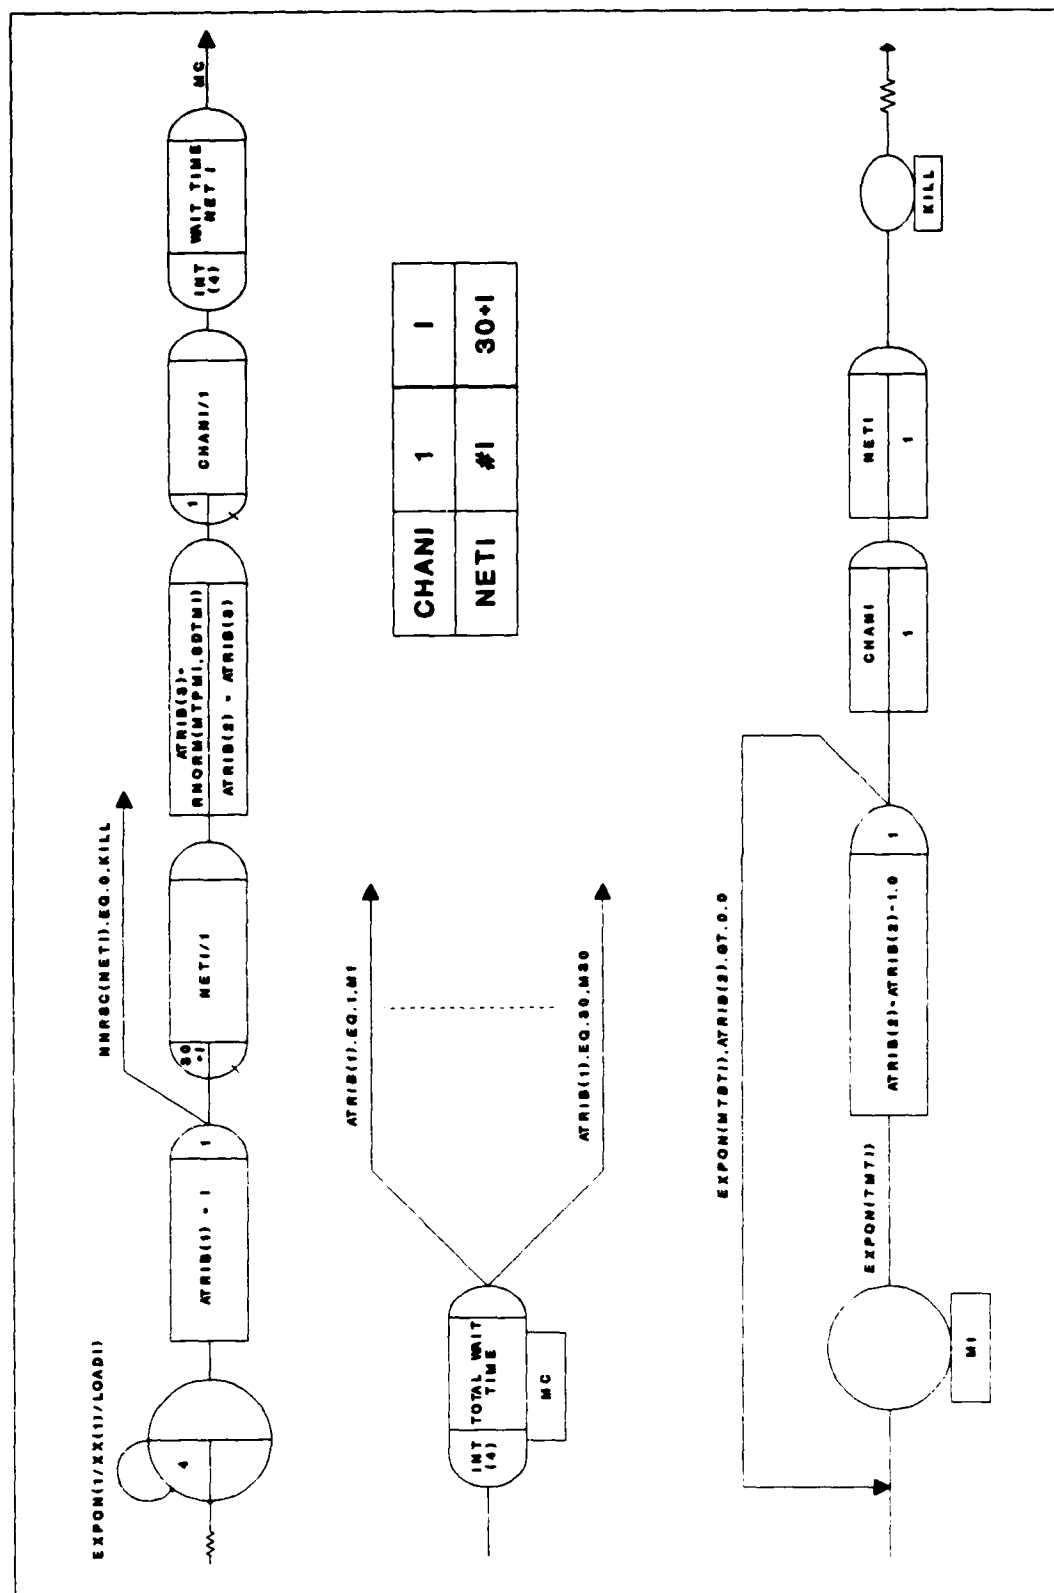 EXPON(1/XX(1)/LOADI)
4
ATRIB(1) = I
1
NNRSC(NETI).EQ.0,KILL
30
+I
NETI/1
ATRIB(3)=
RNORM(MTPMI,SDTMI)
ATRIB(2) = ATRIB(3)
1
CHANI/1
INT
(4)
WAIT TIME
NET I
MC
INT
(4)
TOTAL WAIT
TIME
MC
ATRIB(1).EQ.1,M1
ATRIB(1).EQ.30,M30
CHANI
1
I
NETI
#I
30+I
EXPON(MTBTI),ATRIB(2).GT.0.0
MI
EXPON(TMTI)
ATRIB(2)=ATRIB(2)-1.0
1
CHANI
1
NETI
1
KILL